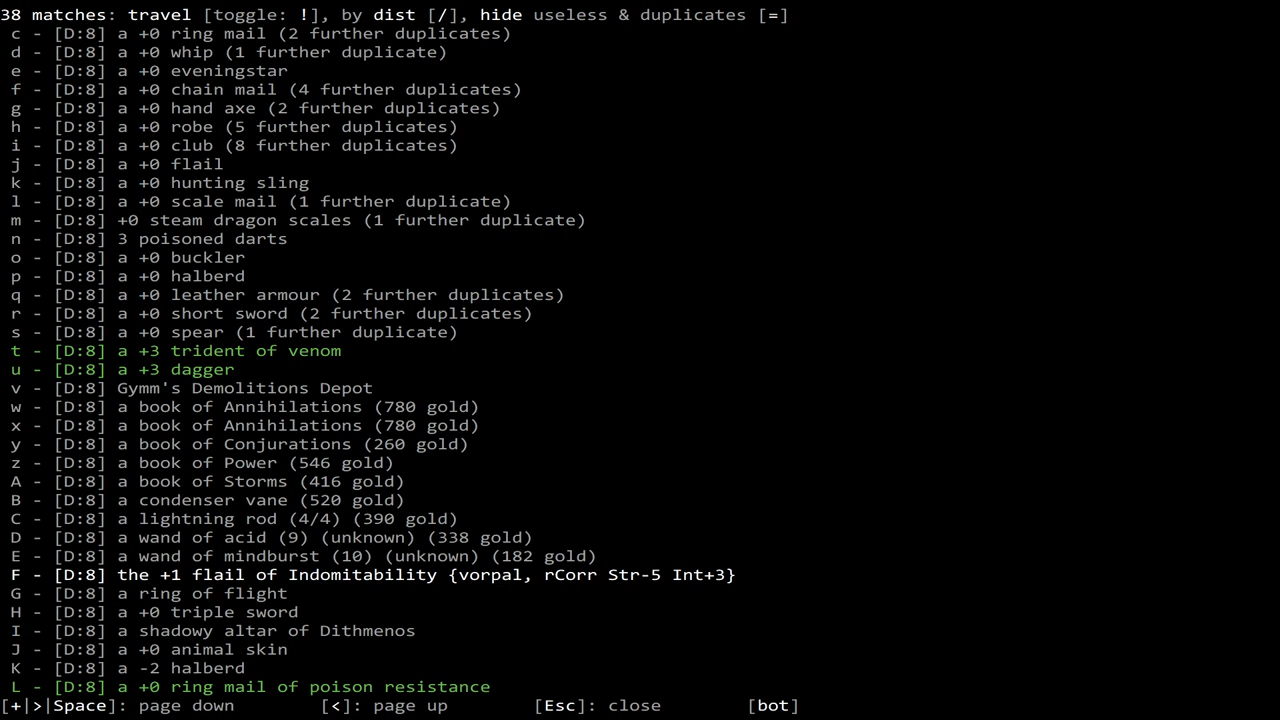 38 matches: travel [toggle: !], by dist [/], hide useless & duplicates [=]
c - [D:8] a +0 ring mail (2 further duplicates)
d - [D:8] a +0 whip (1 further duplicate)
e - [D:8] a +0 eveningstar
f - [D:8] a +0 chain mail (4 further duplicates)
g - [D:8] a +0 hand axe (2 further duplicates)
h - [D:8] a +0 robe (5 further duplicates)
i - [D:8] a +0 club (8 further duplicates)
j - [D:8] a +0 flail
k - [D:8] a +0 hunting sling
l - [D:8] a +0 scale mail (1 further duplicate)
m - [D:8] +0 steam dragon scales (1 further duplicate)
n - [D:8] 3 poisoned darts
o - [D:8] a +0 buckler
p - [D:8] a +0 halberd
q - [D:8] a +0 leather armour (2 further duplicates)
r - [D:8] a +0 short sword (2 further duplicates)
s - [D:8] a +0 spear (1 further duplicate)
t - [D:8] a +3 trident of venom
u - [D:8] a +3 dagger
v - [D:8] Gymm's Demolitions Depot
w - [D:8] a book of Annihilations (780 gold)
x - [D:8] a book of Annihilations (780 gold)
y - [D:8] a book of Conjurations (260 gold)
z - [D:8] a book of Power (546 gold)
A - [D:8] a book of Storms (416 gold)
B - [D:8] a condenser vane (520 gold)
C - [D:8] a lightning rod (4/4) (390 gold)
D - [D:8] a wand of acid (9) (unknown) (338 gold)
E - [D:8] a wand of mindburst (10) (unknown) (182 gold)
F - [D:8] the +1 flail of Indomitability {vorpal, rCorr Str-5 Int+3}
G - [D:8] a ring of flight
H - [D:8] a +0 triple sword
I - [D:8] a shadowy altar of Dithmenos
J - [D:8] a +0 animal skin
K - [D:8] a -2 halberd
L - [D:8] a +0 ring mail of poison resistance
[+|>|Space]: page down [<]: page up [Esc]: close [bot]